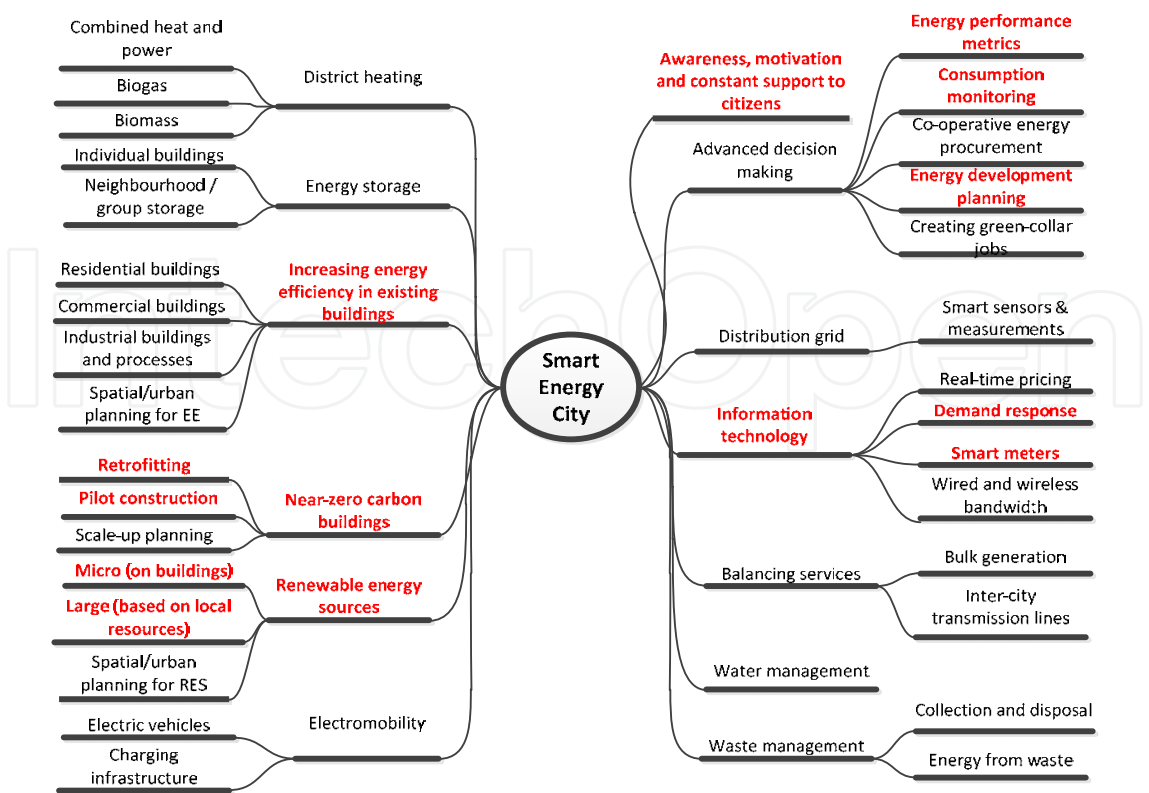 Combined heat and
power
Biogas
Biomass
District heating
Individual buildings
Neighbourhood /
group storage
Energy storage
Residential buildings
Commercial buildings
Industrial buildings
and processes
Spatial/urban
planning for EE
Increasing energy
efficiency in existing
buildings
Retrofitting
Pilot construction
Scale-up planning
Near-zero carbon
buildings
Micro (on buildings)
Large (based on local
resources)
Spatial/urban
planning for RES
Renewable energy
sources
Electric vehicles
Charging
infrastructure
Electromobility
Smart
Energy
City
Awareness, motivation
and constant support to
citizens
Advanced decision
making
Energy performance
metrics
Consumption
monitoring
Co-operative energy
procurement
Energy development
planning
Creating green-collar
jobs
Distribution grid
Smart sensors &
measurements
Information
technology
Real-time pricing
Demand response
Smart meters
Wired and wireless
bandwidth
Balancing services
Bulk generation
Inter-city
transmission lines
Water management
Waste management
Collection and disposal
Energy from waste
IntechOpen